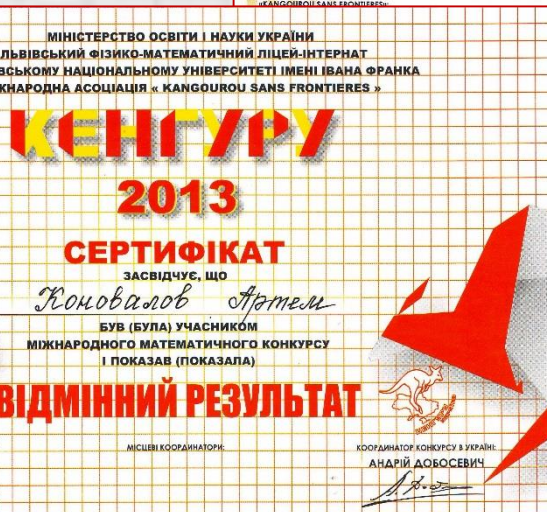 «KANGOUROU SANS FRONTIERES»:
МІНІСТЕРСТВО ОСВІТИ І НАУКИ УКРАЇНИ
ЛЬВІВСЬКИЙ ФІЗИКО-МАТЕМАТИЧНИЙ ЛІЦЕЙ-ІНТЕРНАТ
ВСЬКОМУ НАЦІОНАЛЬНОМУ УНІВЕРСИТЕТІ ІМЕНІ ІВАНА ФРАНКА
ЖНАРОДНА АСОЦІАЦІЯ « KANGOUROU SANS FRONTIERES »
КЕНГУРУ
2013
СЕРТИФІКАТ
ЗАСВІДЧУЄ, ЩО
Коновалов Артем
БУВ (БУЛА) УЧАСНИКОМ
МІЖНАРОДНОГО МАТЕМАТИЧНОГО КОНКУРСУ
І ПОКАЗАВ (ПОКАЗАЛА)
ВІДМІННИЙ РЕЗУЛЬТАТ
МІСЦЕВІ КООРДИНАТОРИ:
КООРДИНАТОР КОНКУРСУ В УКРАЇНІ:
АНДРІЙ ДОБОСЕВИЧ